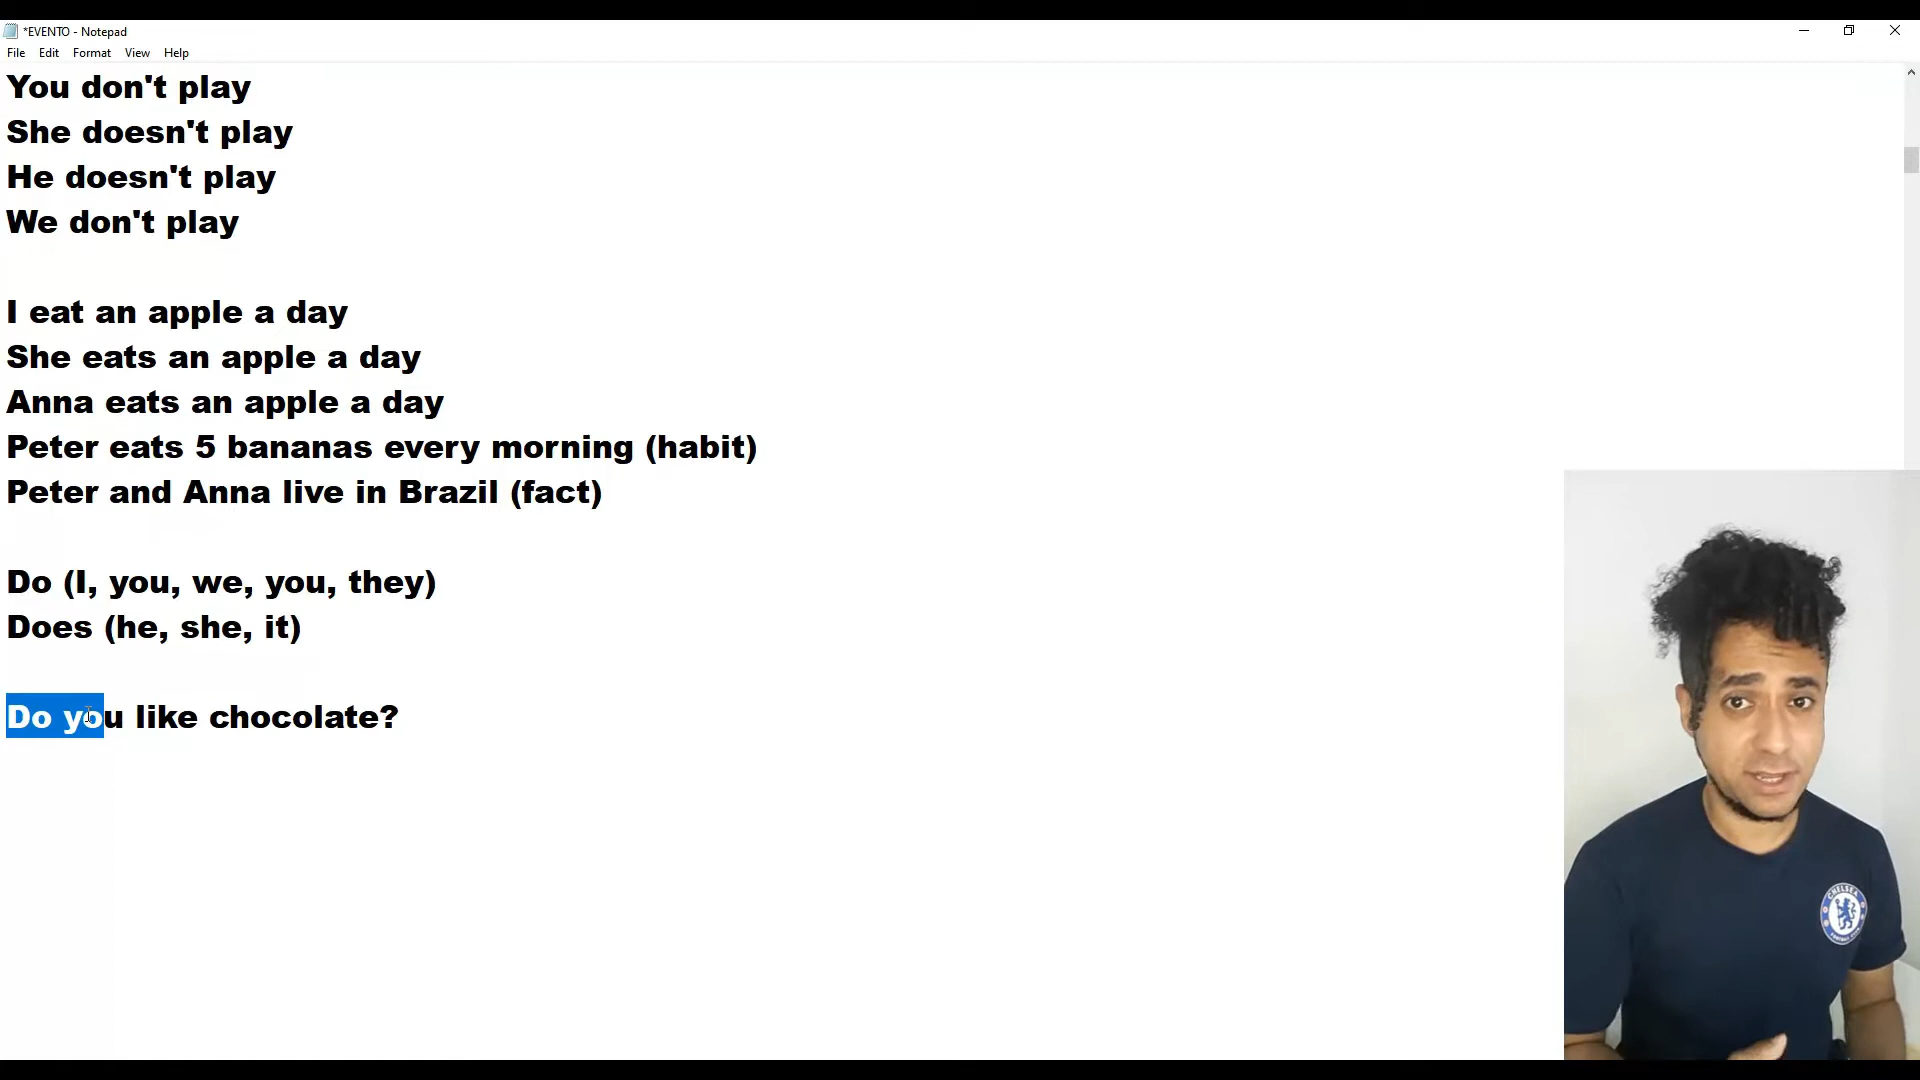 *EVENTO - Notepad
File Edit Format View Help
You don't play
She doesn't play
He doesn't play
We don't play
I eat an apple a day
She eats an apple a day
Anna eats an apple a day
Peter eats 5 bananas every morning (habit)
Peter and Anna live in Brazil (fact)
Do (I, you, we, you, they)
Does (he, she, it)
Do you like chocolate?
CHELSEA
FOOTBALL CLUB